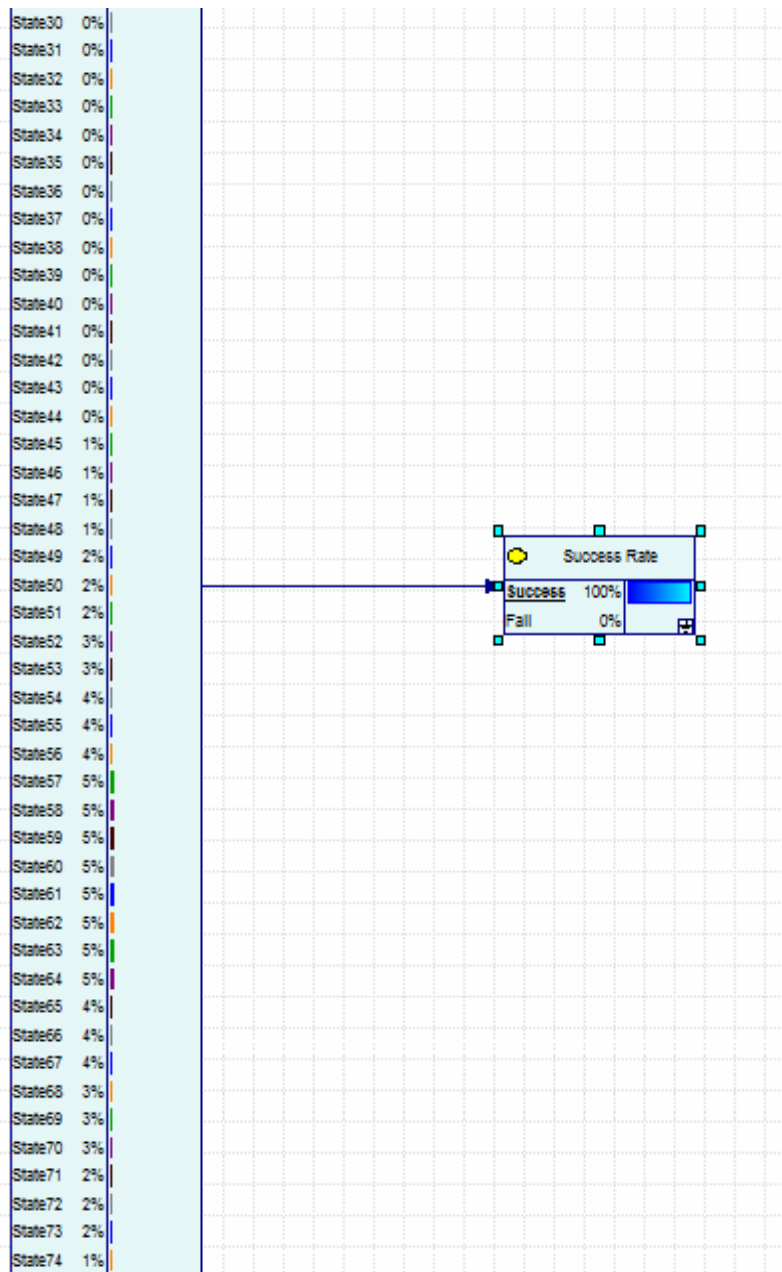 State30 0%
State31 0%
State32 0%
State33 0%
State34 0%
State35 0%
State36 0%
State37 0%
State38 0%
State39 0%
State40 0%
State41 0%
State42 0%
State43 0%
State44 0%
State45 1%
State46 1%
State47 1%
State48 1%
State49 2%
State50 2%
State51 2%
State52 3%
State53 3%
State54 4%
State55 4%
State56 4%
State57 5%
State58 5%
State59 5%
State60 5%
State61 5%
State62 5%
State63 5%
State64 5%
State65 4%
State66 4%
State67 4%
State68 3%
State69 3%
State70 3%
State71 2%
State72 2%
State73 2%
State74 1%
Success Rate
Success 100%
Fail 0%